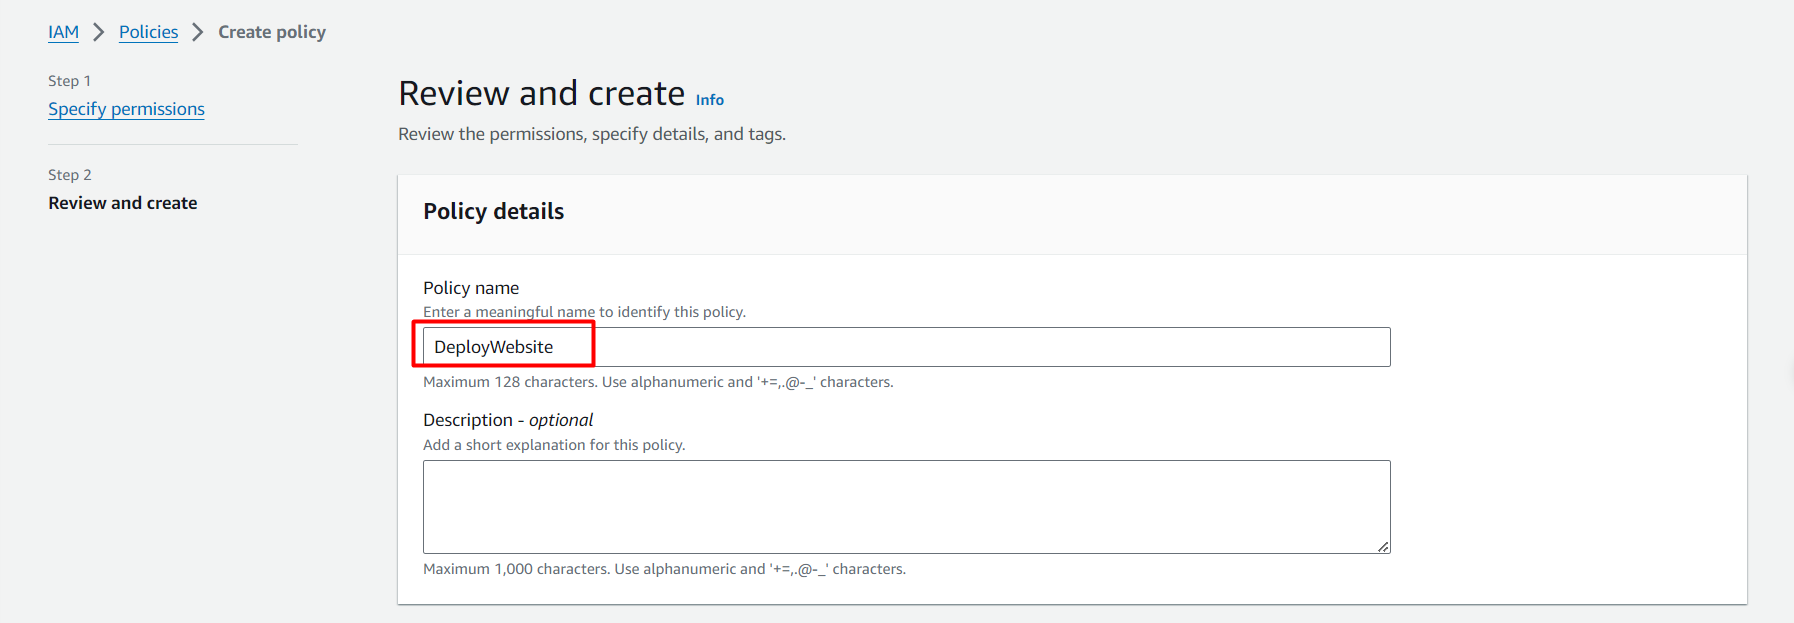 IAM > Policies > Create policy
Step 1
Specify permissions
Step 2
Review and create
Review and create Info
Review the permissions, specify details, and tags.
Policy details
Policy name
Enter a meaningful name to identify this policy.
DeployWebsite
Maximum 128 characters. Use alphanumeric and '+=,.@-_' characters.
Description - optional
Add a short explanation for this policy.
Maximum 1,000 characters. Use alphanumeric and '+=,.@-_' characters.